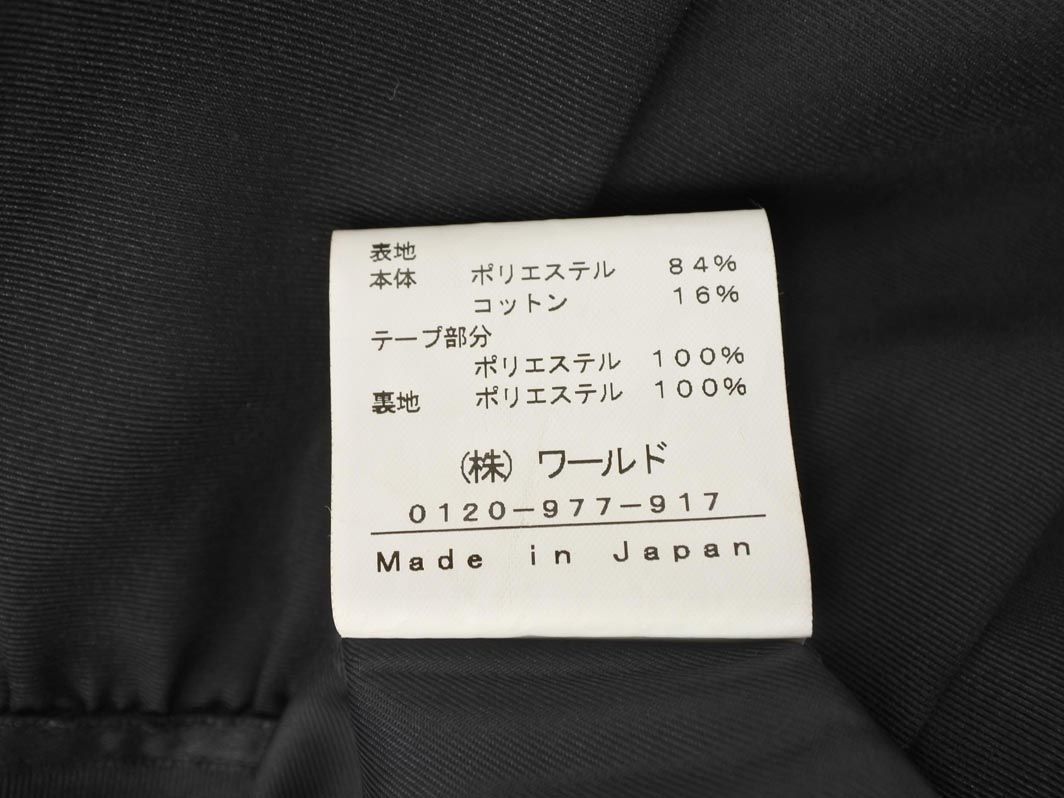 表地
本体 ポリエステル 84%
コットン 16%
テープ部分
ポリエステル 100%
裏地 ポリエステル 100%
(株) ワールド
0120-977-917
Made in Japan